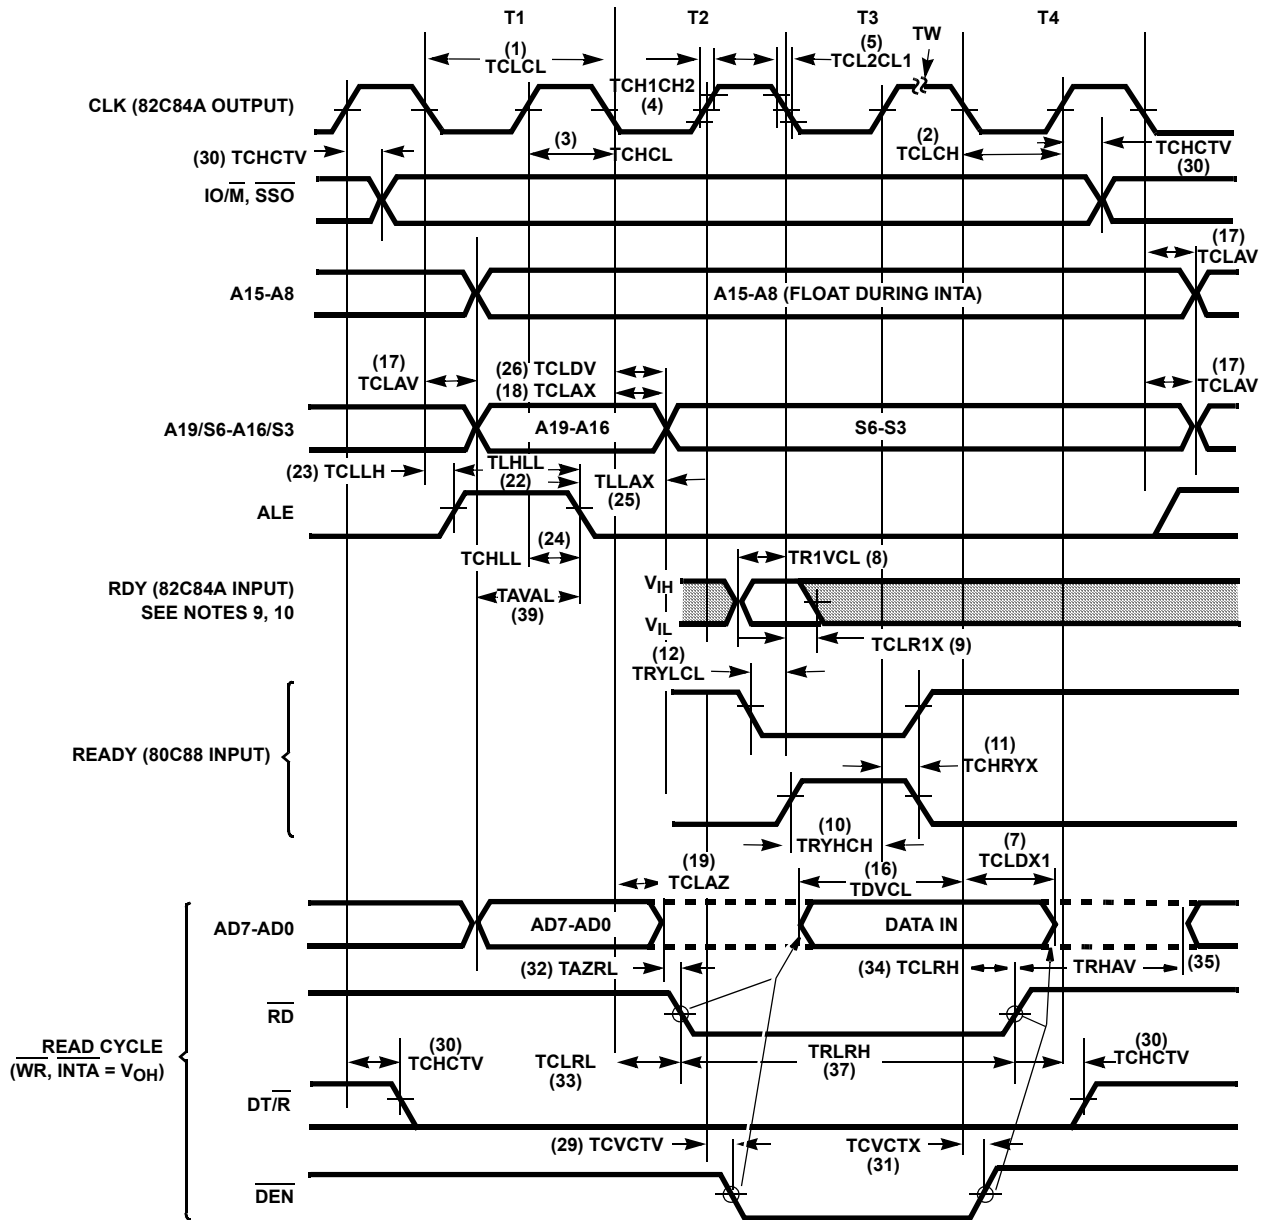 T1 T2 T3 T4
(1) TCLCL
TCH1CH2 (4)
(5) TCL2CL1
TW
CLK (82C84A OUTPUT)
(30) TCHCTV
(3) TCHCL
(2) TCLCH
TCHCTV (30)
IO/M̅, S̅S̅O̅
(17) TCLAV
A15-A8
A15-A8 (FLOAT DURING INTA)
(17) TCLAV
(26) TCLDV
(18) TCLAX
(17) TCLAV
A19/S6-A16/S3
A19-A16
S6-S3
(23) TCLLH
TLHLL (22)
TLLAX (25)
ALE
(24)
TCHLL
TR1VCL (8)
RDY (82C84A INPUT)
SEE NOTES 9, 10
VIH
VIL
TAVAL (39)
TCLR1X (9)
(12) TRYLCL
READY (80C88 INPUT)
(11) TCHRYX
(10) TRYHCH
(7) TCLDX1
(19) TCLAZ
(16) TDVCL
AD7-AD0
AD7-AD0
DATA IN
(32) TAZRL
(34) TCLRH
TRHAV (35)
R̅D̅
READ CYCLE
(W̅R̅, I̅N̅T̅A̅ = VOH)
(30) TCHCTV
TCLRL (33)
TRLRH (37)
(30) TCHCTV
DT/R̅
(29) TCVCTV
TCVCTX (31)
D̅E̅N̅